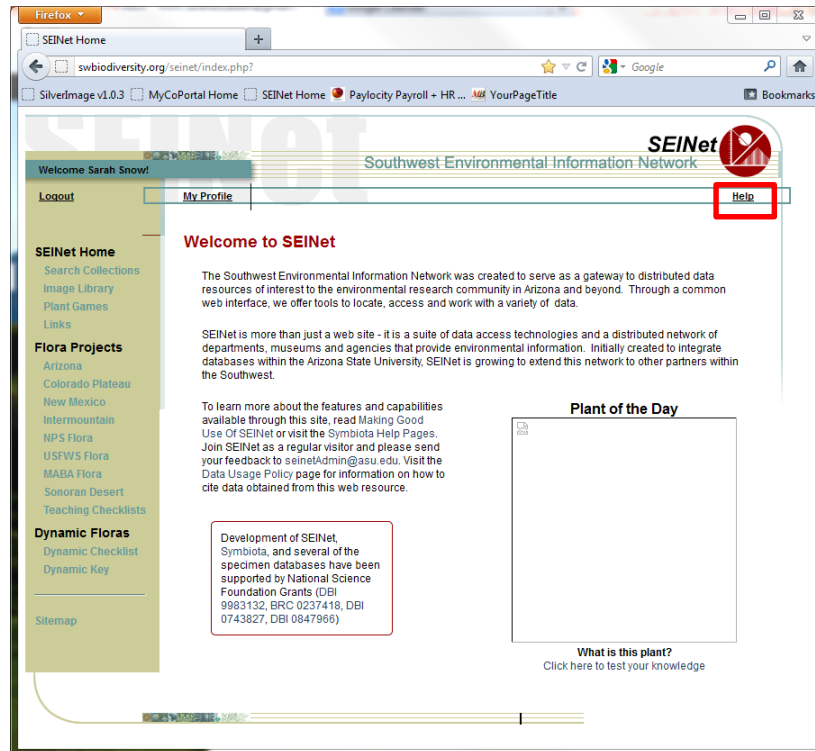 Firefox
SEINet Home
swbiodiversity.org/seinet/index.php?
Google
SilverImage v1.0.3 MyCoPortal Home SEINet Home Paylocity Payroll + HR ... YourPageTitle Bookmarks
SEINet
SEINet
Southwest Environmental Information Network
Welcome Sarah Snow!
Logout
My Profile
Help
SEINet Home
Search Collections
Image Library
Plant Games
Links
Flora Projects
Arizona
Colorado Plateau
New Mexico
Intermountain
NPS Flora
USFWS Flora
MABA Flora
Sonoran Desert
Teaching Checklists
Dynamic Floras
Dynamic Checklist
Dynamic Key
Sitemap
Welcome to SEINet
The Southwest Environmental Information Network was created to serve as a gateway to distributed data
resources of interest to the environmental research community in Arizona and beyond. Through a common
web interface, we offer tools to locate, access and work with a variety of data.
SEINet is more than just a web site - it is a suite of data access technologies and a distributed network of
departments, museums and agencies that provide environmental information. Initially created to integrate
databases within the Arizona State University, SEINet is growing to extend this network to other partners within
the Southwest.
To learn more about the features and capabilities
available through this site, read Making Good
Use Of SEINet or visit the Symbiota Help Pages.
Join SEINet as a regular visitor and please send
your feedback to seinetAdmin@asu.edu. Visit the
Data Usage Policy page for information on how to
cite data obtained from this web resource.
Development of SEINet,
Symbiota, and several of the
specimen databases have been
supported by National Science
Foundation Grants (DBI
9983132, BRC 0237418, DBI
0743827, DBI 0847966)
Plant of the Day
What is this plant?
Click here to test your knowledge